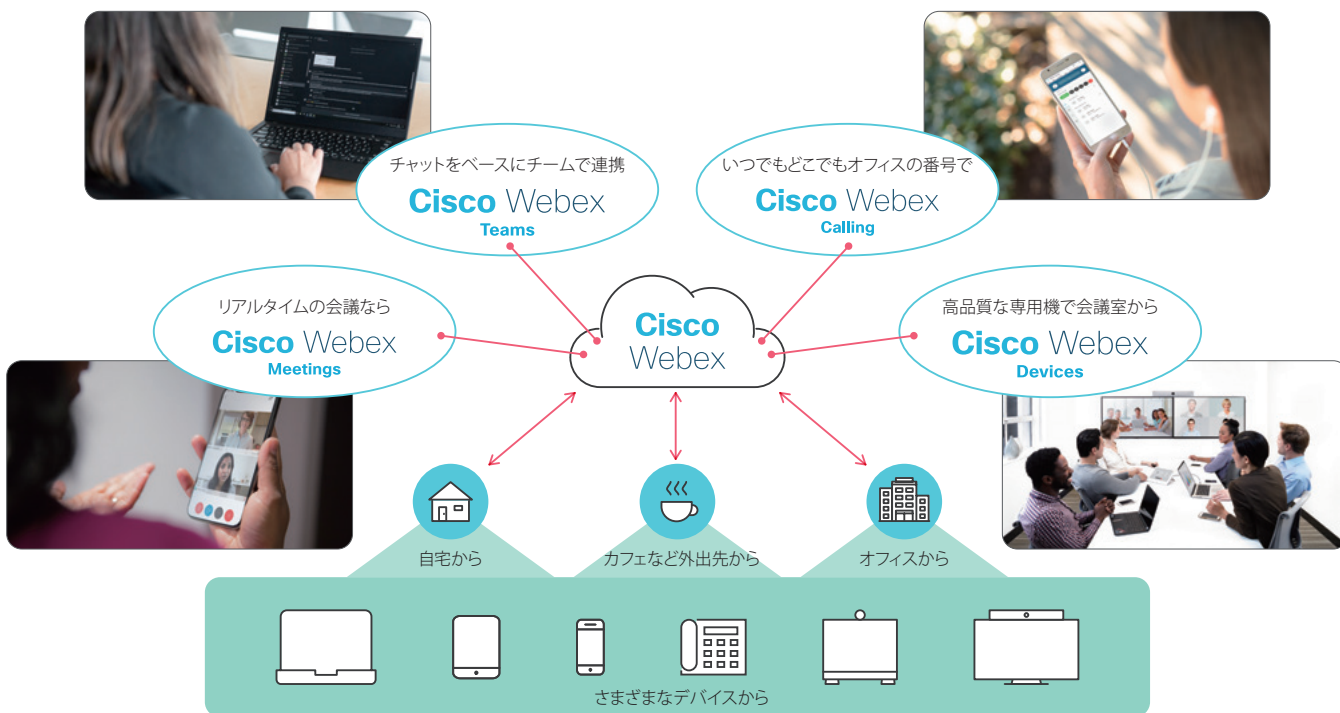 チャットをベースにチームで連携
Cisco Webex
Teams
いつでもどこでもオフィスの番号で
Cisco Webex
Calling
リアルタイムの会議なら
Cisco Webex
Meetings
Cisco
Webex
高品質な専用機で会議室から
Cisco Webex
Devices
自宅から
カフェなど外出先から
オフィスから
さまざまなデバイスから